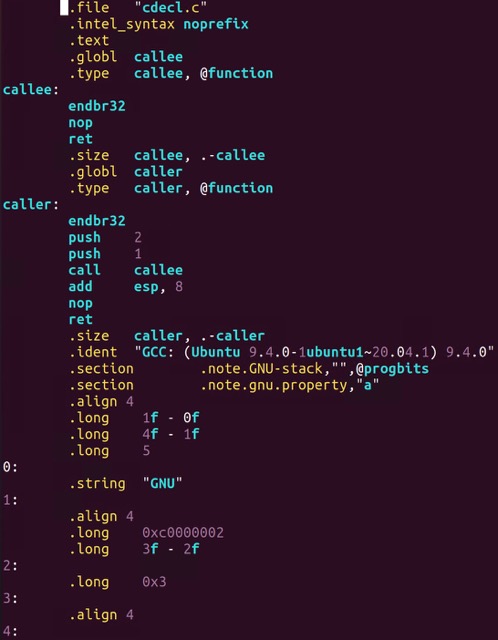 .file "cdecl.c"
.intel_syntax noprefix
.text
.globl callee
.type callee, @function
callee:
endbr32
nop
ret
.size callee, .-callee
.globl caller
.type caller, @function
caller:
endbr32
push 2
push 1
call callee
add esp, 8
nop
ret
.size caller, .-caller
.ident "GCC: (Ubuntu 9.4.0-1ubuntu1~20.04.1) 9.4.0"
.section .note.GNU-stack,"",@progbits
.section .note.gnu.property,"a"
.align 4
.long 1f - 0f
.long 4f - 1f
.long 5
0:
.string "GNU"
1:
.align 4
.long 0xc0000002
.long 3f - 2f
2:
.long 0x3
3:
.align 4
4: